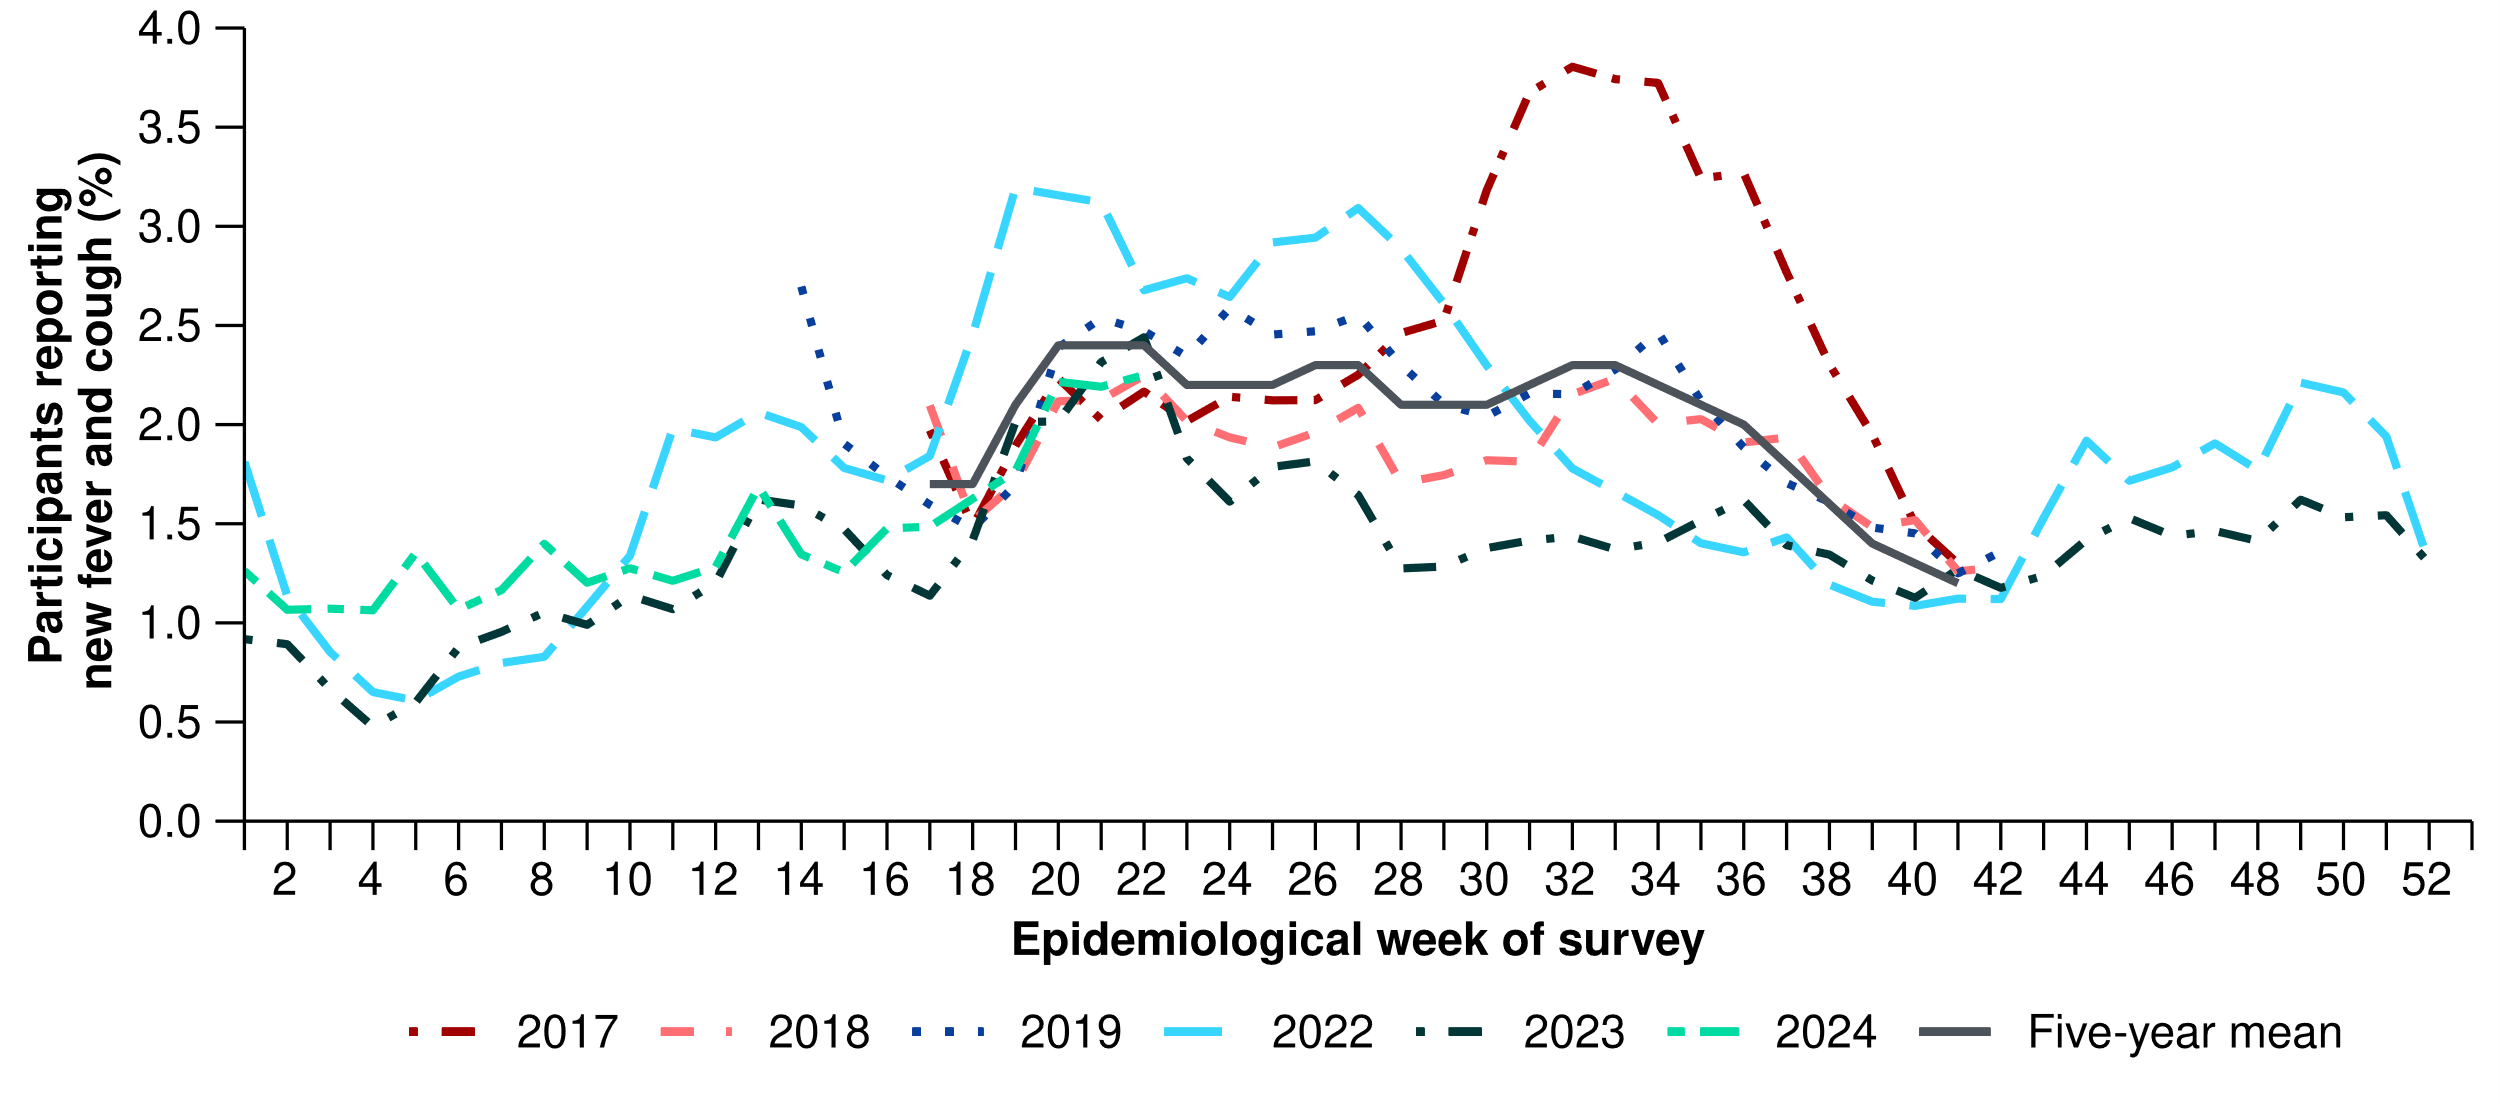 Participants reporting
new fever and cough (%)
4.0
3.5
3.0
2.5
2.0
1.5
1.0
0.5
0.0
2 4 6 8 10 12 14 16 18 20 22 24 26 28 30 32 34 36 38 40 42 44 46 48 50 52
Epidemiological week of survey
2017 2018 2019 2022 2023 2024 Five-year mean